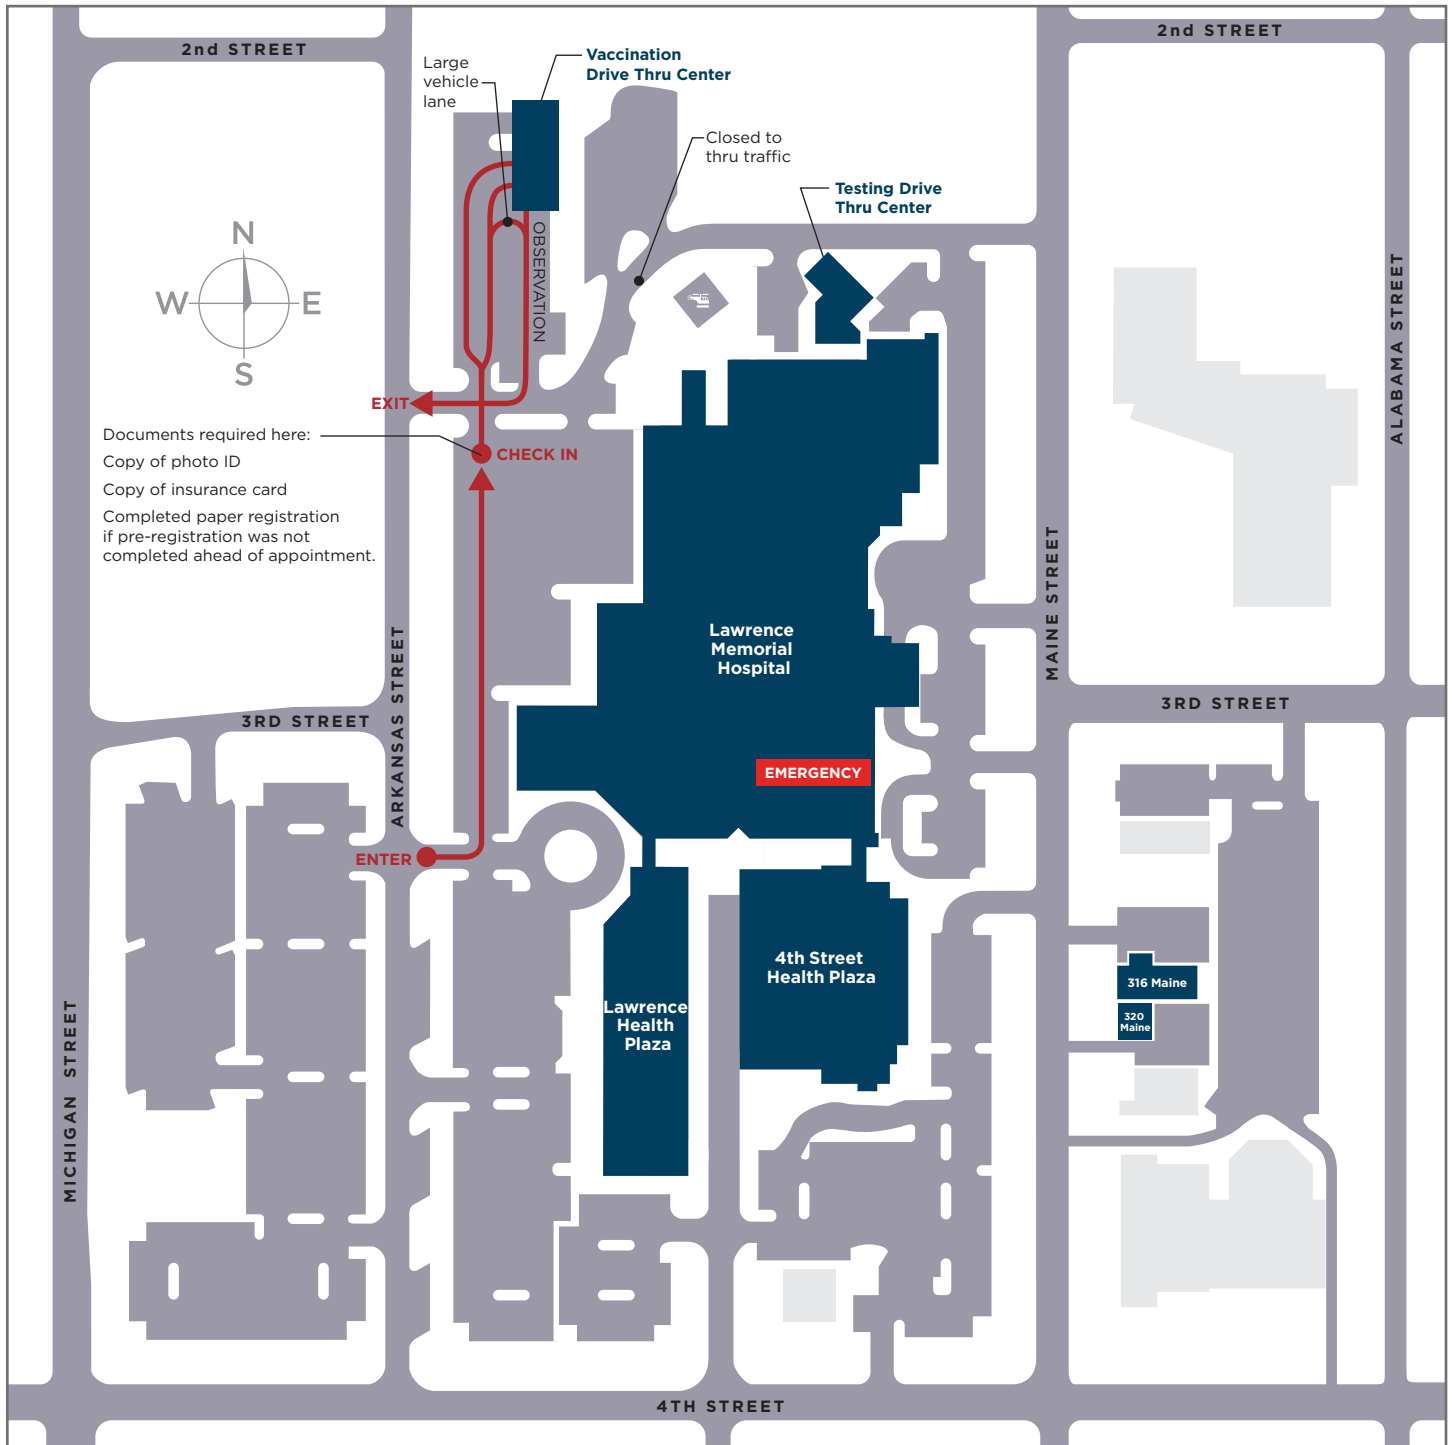 2nd STREET
2nd STREET
Large
vehicle
lane
Vaccination
Drive Thru Center
Closed to
thru traffic
Testing Drive
Thru Center
N
W
E
S
OBSERVATION
ALABAMA STREET
EXIT
Documents required here:
Copy of photo ID
Copy of insurance card
Completed paper registration
if pre-registration was not
completed ahead of appointment.
CHECK IN
MAINE STREET
Lawrence
Memorial
Hospital
ARKANSAS STREET
3RD STREET
3RD STREET
EMERGENCY
ENTER
4th Street
Health Plaza
316 Maine
320
Maine
Lawrence
Health
Plaza
MICHIGAN STREET
4TH STREET